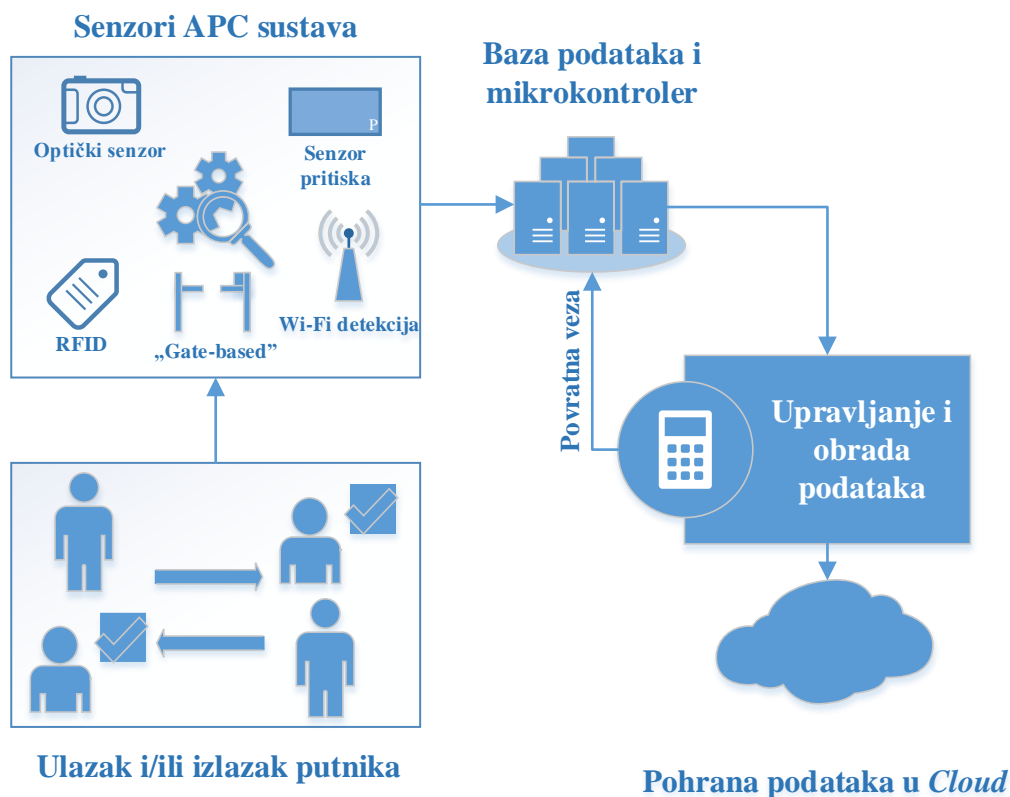 Senzori APC sustava
Optički senzor
P
Senzor
pritiska
RFID
„Gate-based”
Wi-Fi detekcija
Baza podataka i
mikrokontroler
Povratna veza
Upravljanje i
obrada
podataka
Ulazak i/ili izlazak putnika
Pohrana podataka u Cloud